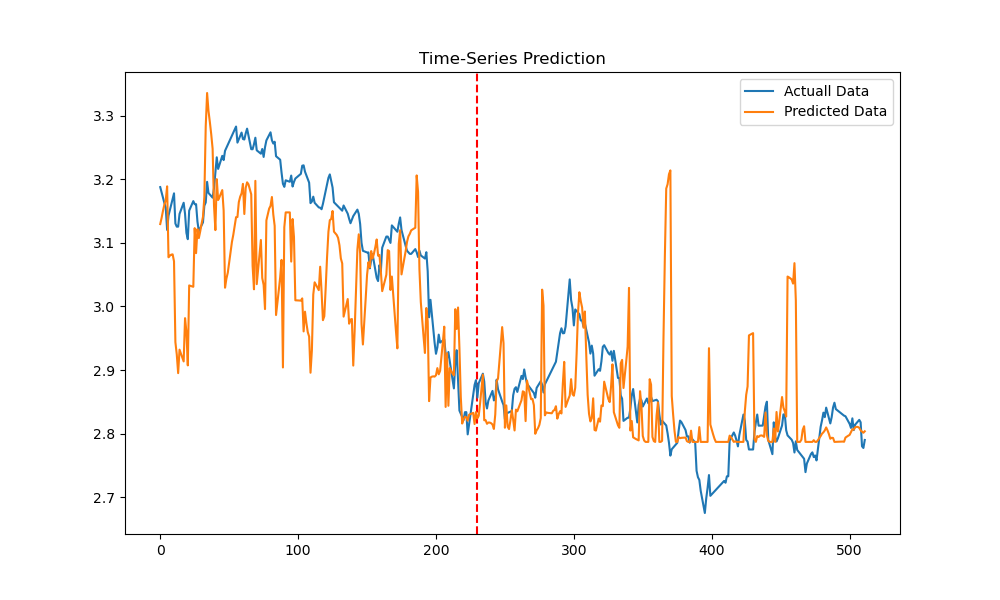 Time-Series Prediction
Actuall Data
Predicted Data
3.3
3.2
3.1
3.0
2.9
2.8
2.7
0 100 200 300 400 500